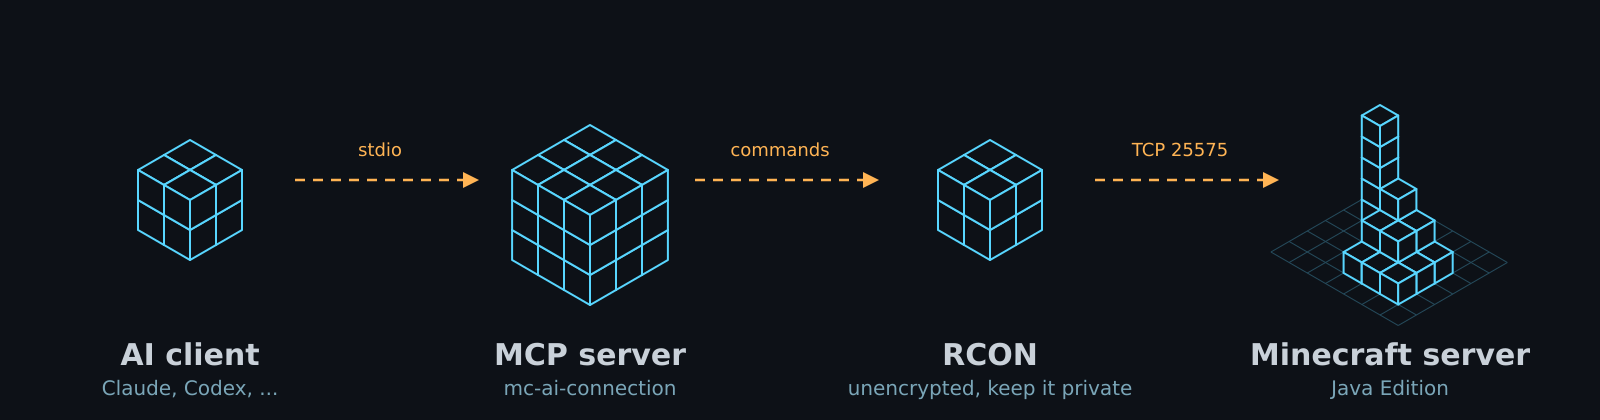 stdio
commands
TCP 25575
AI client
Claude, Codex, ...
MCP server
mc-ai-connection
RCON
unencrypted, keep it private
Minecraft server
Java Edition